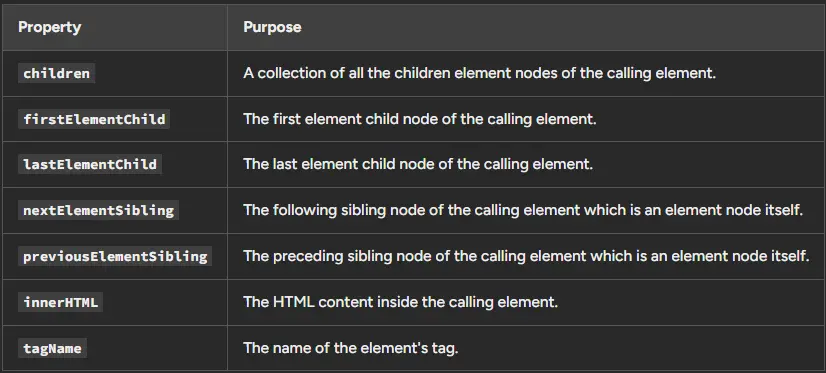 Property Purpose
children A collection of all the children element nodes of the calling element.
firstElementChild The first element child node of the calling element.
lastElementChild The last element child node of the calling element.
nextElementSibling The following sibling node of the calling element which is an element node itself.
previousElementSibling The preceding sibling node of the calling element which is an element node itself.
innerHTML The HTML content inside the calling element.
tagName The name of the element's tag.